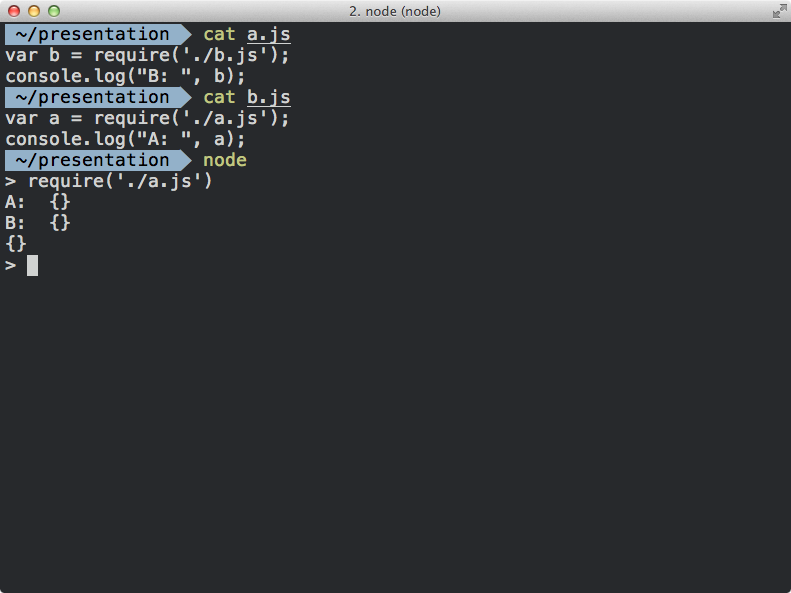 2. node (node)
~/presentation cat a.js
var b = require('./b.js');
console.log("B: ", b);
~/presentation cat b.js
var a = require('./a.js');
console.log("A: ", a);
~/presentation node
> require('./a.js')
A:  {}
B:  {}
{}
>